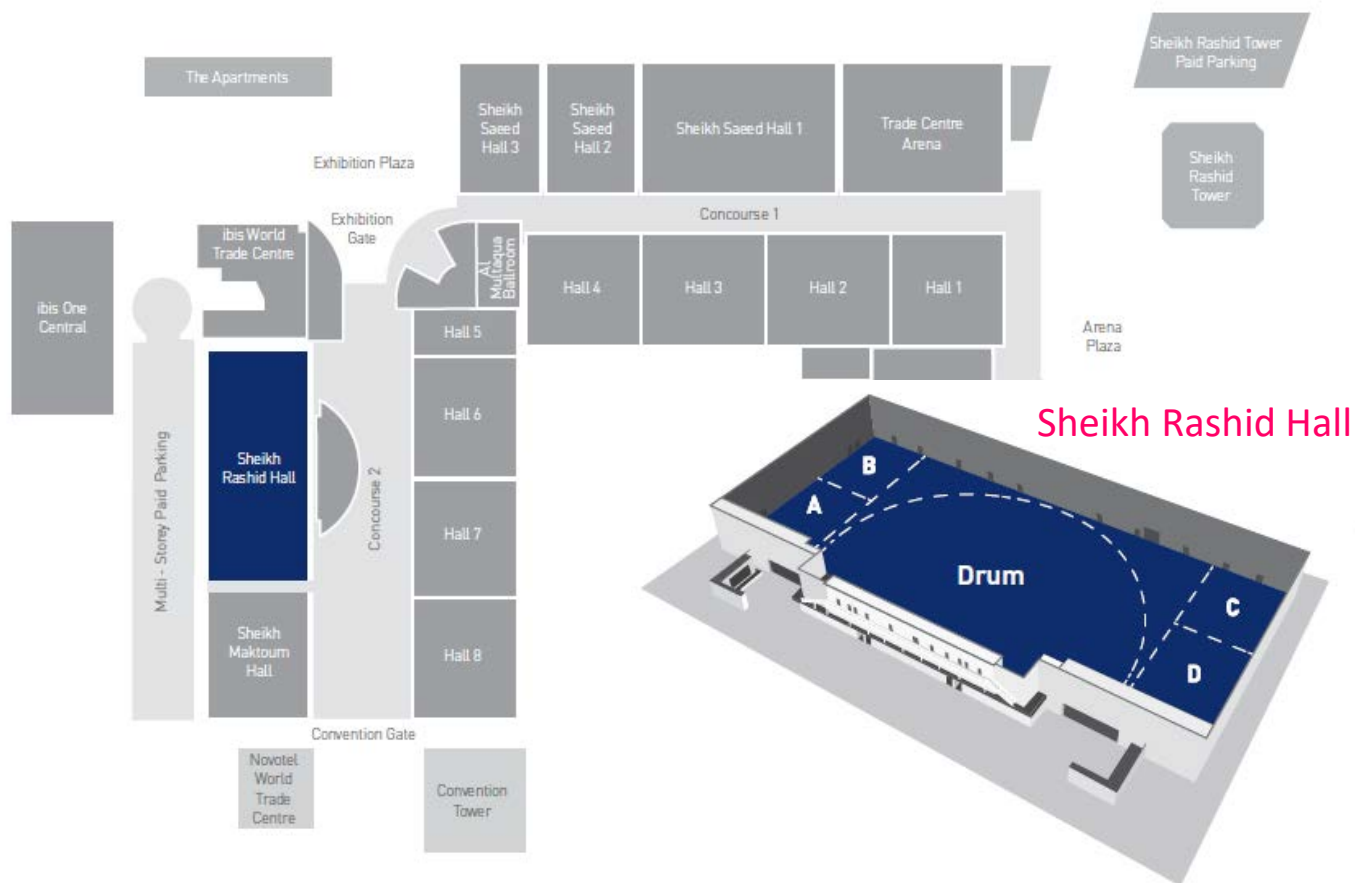 Sheikh Rashid Tower
Paid Parking
The Apartments
Sheikh
Saeed
Hall 3
Sheikh
Saeed
Hall 2
Sheikh Saeed Hall 1
Trade Centre
Arena
Exhibition Plaza
Sheikh
Rashid
Tower
Exhibition
Gate
Concourse 1
ibis World
Trade Centre
Al
Multaqua
Ballroom
Hall 4
Hall 3
Hall 2
Hall 1
ibis One
Central
Hall 5
Arena
Plaza
Hall 6
Sheikh Rashid Hall
Sheikh
Rashid Hall
Multi - Storey Paid Parking
Concourse 2
B
A
Drum
C
D
Hall 7
Sheikh
Maktoum
Hall
Hall 8
Convention Gate
Novotel
World
Trade
Centre
Convention
Tower